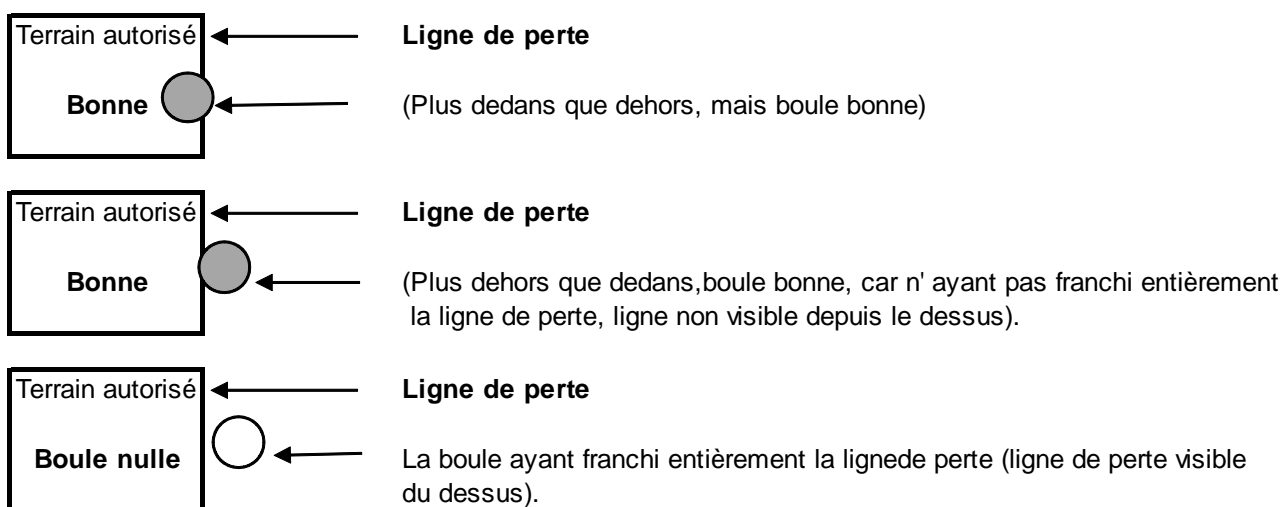 Terrain autorisé Ligne de perte
Bonne (Plus dedans que dehors, mais boule bonne)
Terrain autorisé Ligne de perte
Bonne (Plus dehors que dedans,boule bonne, car n' ayant pas franchi entièrement
la ligne de perte, ligne non visible depuis le dessus).
Terrain autorisé Ligne de perte
Boule nulle La boule ayant franchi entièrement la lignede perte (ligne de perte visible
du dessus).